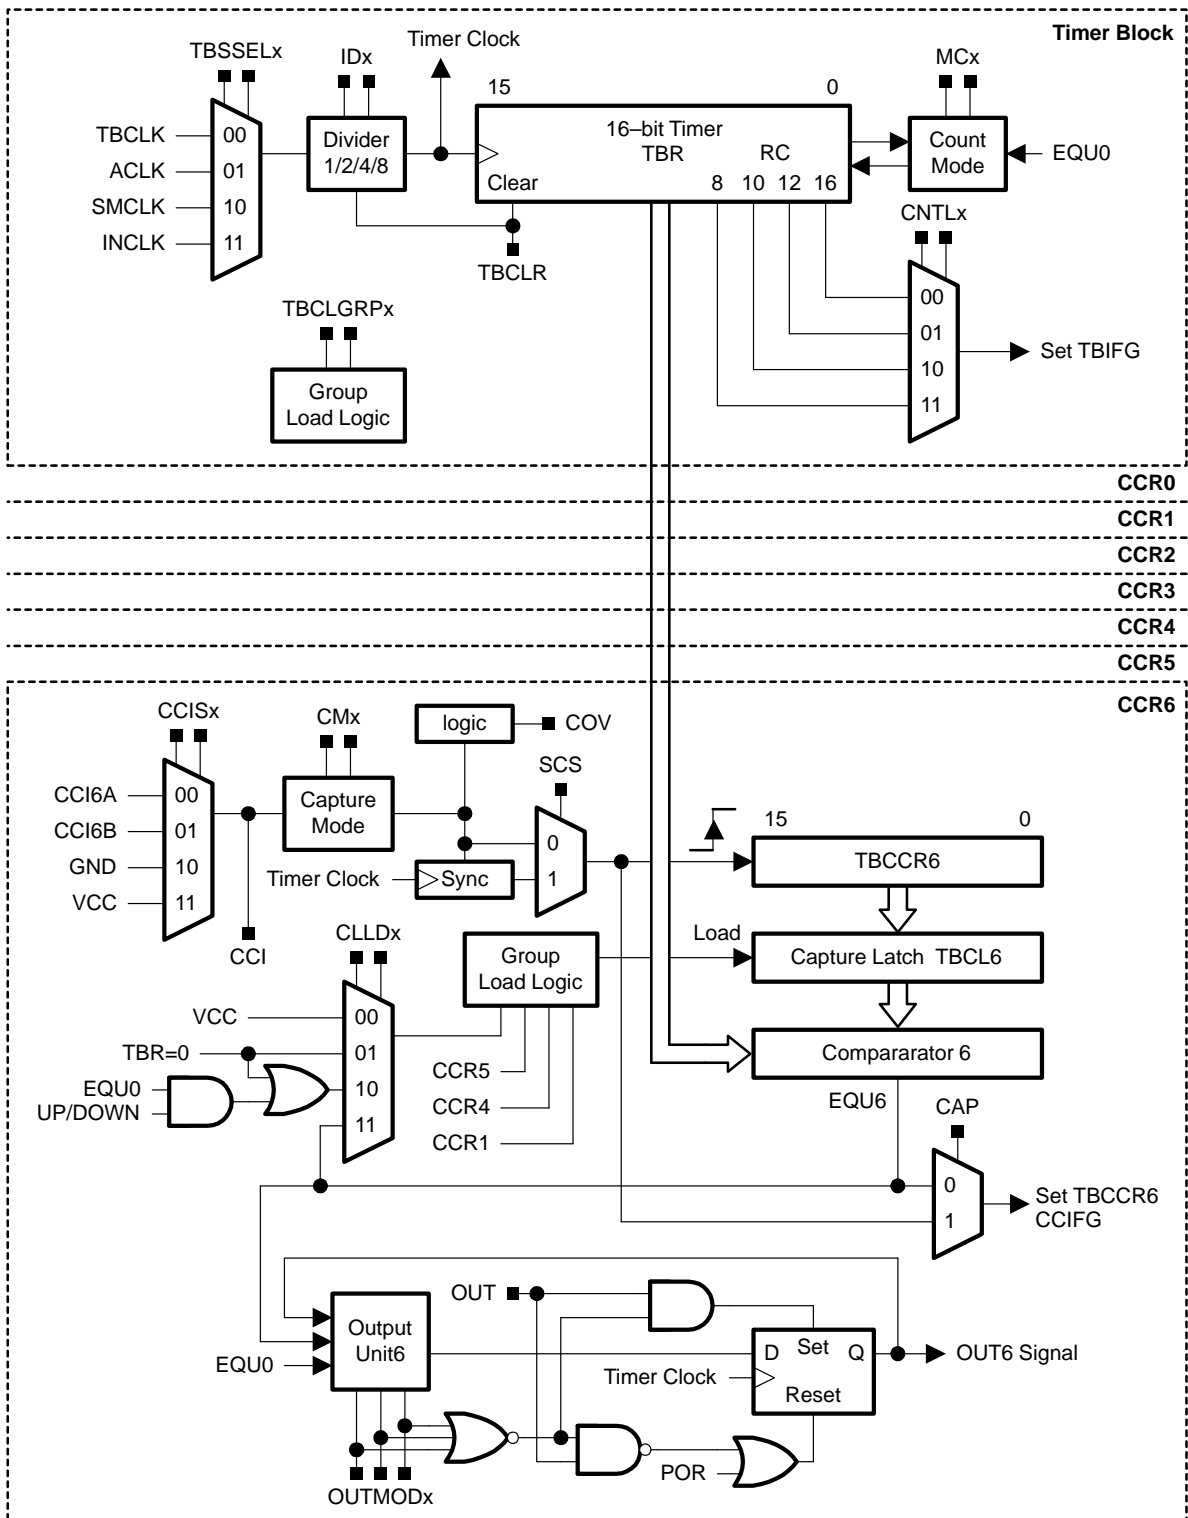 Timer Block
Timer Clock
TBSSELx
IDx
MCx
15
0
TBCLK
00
Divider
1/2/4/8
16–bit Timer
TBR
RC
Count
Mode
EQU0
ACLK
01
Clear
8
10
12
16
SMCLK
10
INCLK
11
CNTLx
TBCLR
TBCLGRPx
00
01
Set TBIFG
10
11
Group
Load Logic
CCR0
CCR1
CCR2
CCR3
CCR4
CCR5
CCR6
CCISx
CMx
logic
COV
SCS
CCI6A
00
Capture
Mode
CCI6B
01
GND
10
VCC
11
Timer Clock
Sync
0
1
15
0
TBCCR6
CCI
CLLDx
Group
Load Logic
Load
Capture Latch TBCL6
VCC
00
TBR=0
01
EQU0
UP/DOWN
10
11
CCR5
CCR4
CCR1
Compararator 6
EQU6
CAP
0
1
Set TBCCR6
CCIFG
OUT
Output
Unit6
EQU0
Timer Clock
D
Set
Q
Reset
OUT6 Signal
POR
OUTMODx